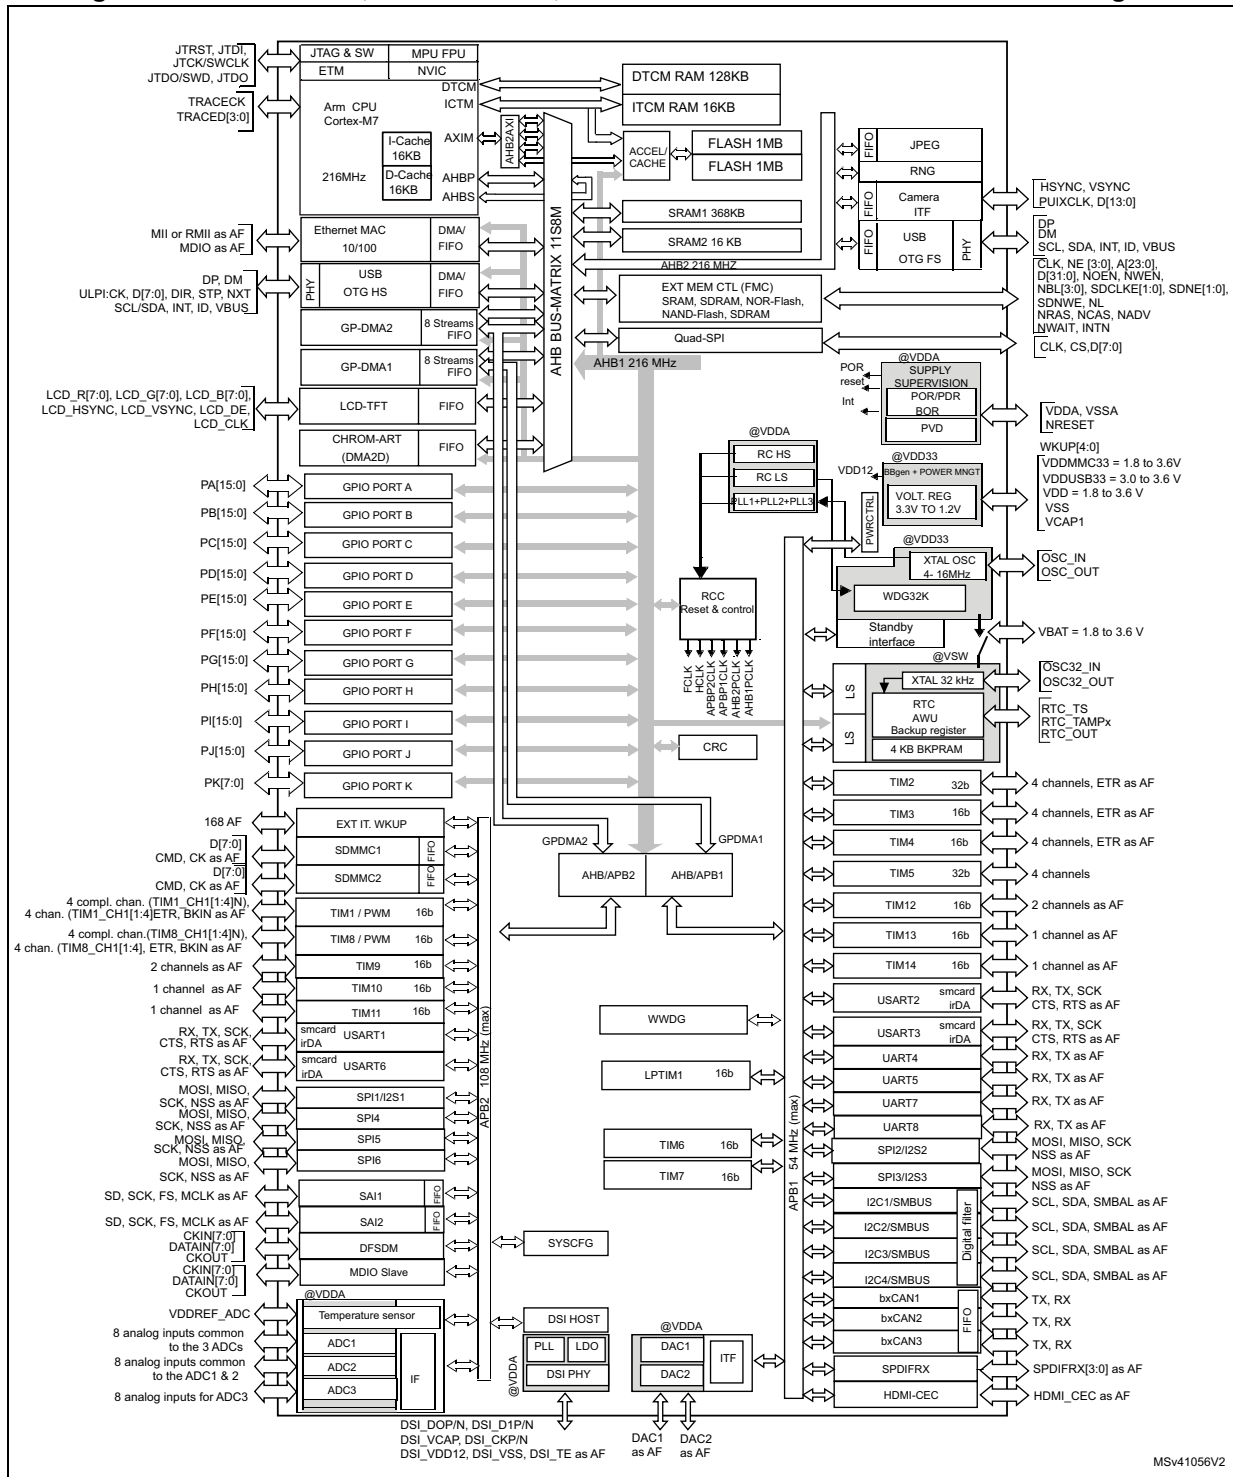 JTRST, JTDI,
JTCK/SWCLK
JTDO/SWD, JTDO
JTAG & SW
MPU FPU
ETM
NVIC
DTCM
ICTM
TRACECK
TRACED[3:0]
Arm CPU
Cortex-M7
AXIM
I-Cache
16KB
D-Cache
16KB
216MHz
AHBP
AHBS
AHB2AXI
DTCM RAM 128KB
ITCM RAM 16KB
ACCEL/
CACHE
FLASH 1MB
FLASH 1MB
FIFO
JPEG
RNG
FIFO
Camera
ITF
HSYNC, VSYNC
PUIXCLK, D[13:0]
FIFO
USB
OTG FS
PHY
DP
DM
SCL, SDA, INT, ID, VBUS
SRAM1 368KB
SRAM2 16 KB
AHB2 216 MHZ
AHB BUS-MATRIX 11S8M
MII or RMII as AF
MDIO as AF
Ethernet MAC
10/100
DMA/
FIFO
DP, DM
ULPI:CK, D[7:0], DIR, STP, NXT
SCL/SDA, INT, ID, VBUS
PHY
USB
OTG HS
DMA/
FIFO
GP-DMA2
8 Streams
FIFO
GP-DMA1
8 Streams
FIFO
EXT MEM CTL (FMC)
SRAM, SDRAM, NOR-Flash,
NAND-Flash, SDRAM
CLK, NE [3:0], A[23:0],
D[31:0], NOEN, NWEN,
NBL[3:0], SDCLKE[1:0], SDNE[1:0],
SDNWE, NL
NRAS, NCAS, NADV
NWAIT, INTN
Quad-SPI
CLK, CS,D[7:0]
AHB1 216 MHz
LCD_R[7:0], LCD_G[7:0], LCD_B[7:0],
LCD_HSYNC, LCD_VSYNC, LCD_DE,
LCD_CLK
LCD-TFT
FIFO
CHROM-ART
(DMA2D)
FIFO
@VDDA
POR
reset
Int
SUPPLY
SUPERVISION
POR/PDR
BOR
PVD
VDDA, VSSA
NRESET
WKUP[4:0]
@VDDA
RC HS
RC LS
PLL1+PLL2+PLL3
@VDD33
VDD12
BBgen + POWER MNGT
VOLT. REG
3.3V TO 1.2V
VDDMMC33 = 1.8 to 3.6V
VDDUSB33 = 3.0 to 3.6 V
VDD = 1.8 to 3.6 V
VSS
VCAP1
PWRCTRL
@VDD33
XTAL OSC
4- 16MHz
WDG32K
OSC_IN
OSC_OUT
Standby
interface
VBAT = 1.8 to 3.6 V
@VSW
LS
LS
XTAL 32 kHz
RTC
AWU
Backup register
4 KB BKPRAM
OSC32_IN
OSC32_OUT
RTC_TS
RTC_TAMPx
RTC_OUT
RCC
Reset & control
FCLK
HCLK
APBP2CLK
APBP1CLK
AHB2PCLK
AHB1PCLK
CRC
PA[15:0]
GPIO PORT A
PB[15:0]
GPIO PORT B
PC[15:0]
GPIO PORT C
PD[15:0]
GPIO PORT D
PE[15:0]
GPIO PORT E
PF[15:0]
GPIO PORT F
PG[15:0]
GPIO PORT G
PH[15:0]
GPIO PORT H
PI[15:0]
GPIO PORT I
PJ[15:0]
GPIO PORT J
PK[7:0]
GPIO PORT K
GPDMA2
GPDMA1
AHB/APB2
AHB/APB1
168 AF
EXT IT. WKUP
D[7:0]
CMD, CK as AF
SDMMC1
FIFO
D[7:0]
CMD, CK as AF
SDMMC2
FIFO
4 compl. chan. (TIM1_CH1[1:4]N),
4 chan. (TIM1_CH1[1:4]ETR, BKIN as AF
TIM1 / PWM 16b
4 compl. chan.(TIM8_CH1[1:4]N),
4 chan. (TIM8_CH1[1:4], ETR, BKIN as AF
TIM8 / PWM 16b
2 channels as AF
TIM9 16b
1 channel as AF
TIM10 16b
1 channel as AF
TIM11 16b
RX, TX, SCK,
CTS, RTS as AF
smcard
irDA
USART1
RX, TX, SCK,
CTS, RTS as AF
smcard
irDA
USART6
MOSI, MISO,
SCK, NSS as AF
SPI1/I2S1
MOSI, MISO,
SCK, NSS as AF
SPI4
MOSI, MISO,
SCK, NSS as AF
SPI5
MOSI, MISO,
SCK, NSS as AF
SPI6
SD, SCK, FS, MCLK as AF
SAI1
FIFO
SD, SCK, FS, MCLK as AF
SAI2
FIFO
CKIN[7:0]
DATAIN[7:0]
CKOUT
DFSDM
CKIN[7:0]
DATAIN[7:0]
CKOUT
MDIO Slave
APB2 108 MHz (max)
@VDDA
VDDREF_ADC
Temperature sensor
8 analog inputs common
to the 3 ADCs
ADC1
8 analog inputs common
to the ADC1 & 2
ADC2
8 analog inputs for ADC3
ADC3
IF
WWDG
LPTIM1 16b
TIM6 16b
TIM7 16b
SYSCFG
DSI HOST
@VDDA
PLL
LDO
DSI PHY
DSI_DOP/N, DSI_D1P/N
DSI_VCAP, DSI_CKP/N
DSI_VDD12, DSI_VSS, DSI_TE as AF
@VDDA
DAC1
DAC2
ITF
DAC1
as AF
DAC2
as AF
APB1 54 MHz (max)
TIM2 32b
4 channels, ETR as AF
TIM3 16b
4 channels, ETR as AF
TIM4 16b
4 channels, ETR as AF
TIM5 32b
4 channels
TIM12 16b
2 channels as AF
TIM13 16b
1 channel as AF
TIM14 16b
1 channel as AF
USART2
smcard
irDA
RX, TX, SCK
CTS, RTS as AF
USART3
smcard
irDA
RX, TX, SCK
CTS, RTS as AF
UART4
RX, TX as AF
UART5
RX, TX as AF
UART7
RX, TX as AF
UART8
RX, TX as AF
SPI2/I2S2
MOSI, MISO, SCK
NSS as AF
SPI3/I2S3
MOSI, MISO, SCK
NSS as AF
I2C1/SMBUS
SCL, SDA, SMBAL as AF
I2C2/SMBUS
SCL, SDA, SMBAL as AF
I2C3/SMBUS
SCL, SDA, SMBAL as AF
I2C4/SMBUS
SCL, SDA, SMBAL as AF
Digital filter
bxCAN1
TX, RX
bxCAN2
TX, RX
bxCAN3
TX, RX
FIFO
SPDIFRX
SPDIFRX[3:0] as AF
HDMI-CEC
HDMI_CEC as AF
MSv41056V2